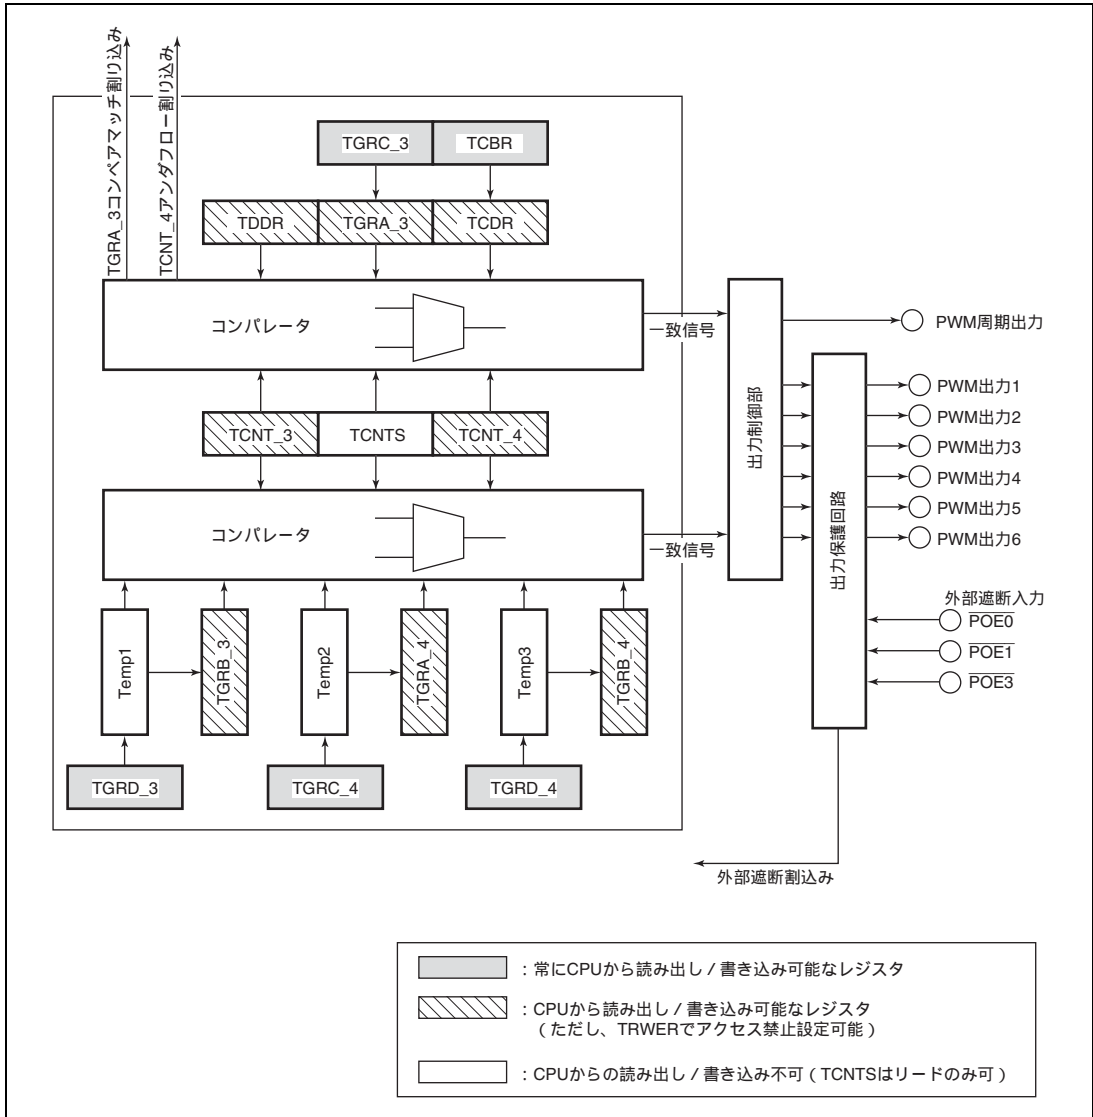 TGRA_3コンペアマッチ割り込み
TCNT_4アンダフロー割り込み
TGRC_3
TCBR
TDDR
TGRA_3
TCDR
コンパレータ
一致信号
PWM周期出力
出力制御部
出力保護回路
PWM出力1
PWM出力2
PWM出力3
PWM出力4
PWM出力5
PWM出力6
TCNT_3
TCNTS
TCNT_4
コンパレータ
一致信号
外部遮断入力
POE0
POE1
POE3
Temp1
TGRB_3
Temp2
TGRA_4
Temp3
TGRB_4
TGRD_3
TGRC_4
TGRD_4
外部遮断割込み
：常にCPUから読み出し / 書き込み可能なレジスタ
：CPUから読み出し / 書き込み可能なレジスタ
（ただし、TRWERでアクセス禁止設定可能）
：CPUからの読み出し / 書き込み不可（TCNTSはリードのみ可）